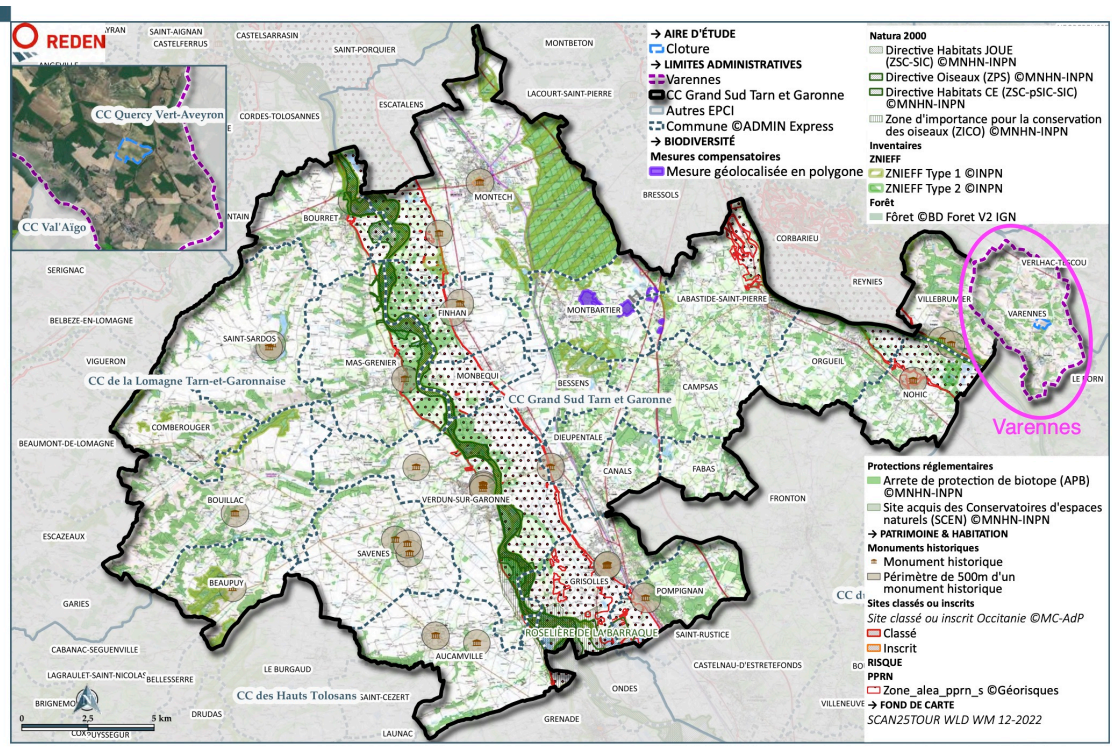 REDEN
CC Quercy Vert-Aveyron
CC Val'Aïgo
→ AIRE D'ÉTUDE
Cloture
→ LIMITES ADMINISTRATIVES
Varennes
CC Grand Sud Tarn et Garonne
Autres EPCI
Commune ©ADMIN Express
→ BIODIVERSITÉ
Mesures compensatoires
Mesure géolocalisée en polygone
Natura 2000
Directive Habitats JOUE
(ZSC-SIC) ©MNHN-INPN
Directive Oiseaux (ZPS) ©MNHN-INPN
Directive Habitats CE (ZSC-pSIC-SIC)
©MNHN-INPN
Zone d'importance pour la conservation
des oiseaux (ZICO) ©MNHN-INPN
Inventaires
ZNIEFF
ZNIEFF Type 1 ©INPN
ZNIEFF Type 2 ©INPN
Forêt
Fôret ©BD Foret V2 IGN
SAINT-AIGNAN
CASTELSARRASIN
CASTELFERRUS
SAINT-PORQUIER
MONTBETON
ESCATALENS
LACOURT-SAINT-PIERRE
CORDES-TOLOSANNES
BRESSOLS
MONTECH
BOURRET
CORBARIEU
SERIGNAC
REYNIES
VERLHAC-TESCOU
VILLEBRUMIER
VARENNES
LABASTIDE-SAINT-PIERRE
MONTBARTIER
FINHAN
BELBEZE-EN-LOMAGNE
SAINT-SARDOS
VIGUERON
MAS-GRENIER
MONBEQUI
ORGUEIL
CC de la Lomagne Tarn-et-Garonnaise
BESSENS
CAMPSAS
NOHIC
CC Grand Sud Tarn et Garonne
Varennes
COMBEROUGER
BEAUMONT-DE-LOMAGNE
DIEUPENTALE
CANALS
FABAS
FRONTON
BOUILLAC
VERDUN-SUR-GARONNE
ESCAZEAUX
SAVENES
BEAUPUY
GRISOLLES
POMPIGNAN
GARIES
ROSELIÈRE DE LA BARRAQUE
SAINT-RUSTICE
CABANAC-SEGUENVILLE
AUCAMVILLE
CASTELNAU-D'ESTRETEFONDS
LE BURGAUD
LAGRAULET-SAINT-NICOLAS
BELLESSERRE
CC des Hauts Tolosans
SAINT-CEZERT
ONDES
VILLENEUVE
DRUDAS
GRENADE
LAUNAC
0 2,5 5 km
Protections réglementaires
Arrete de protection de biotope (APB)
©MNHN-INPN
Site acquis des Conservatoires d'espaces
naturels (SCEN) ©MNHN-INPN
→ PATRIMOINE & HABITATION
Monuments historiques
Monument historique
Périmètre de 500m d'un
monument historique
Sites classés ou inscrits
Site classé ou inscrit Occitanie ©MC-AdP
Classé
Inscrit
RISQUE
PPRN
Zone_alea_pprn_s ©Géorisques
→ FOND DE CARTE
SCAN25TOUR WLD WM 12-2022